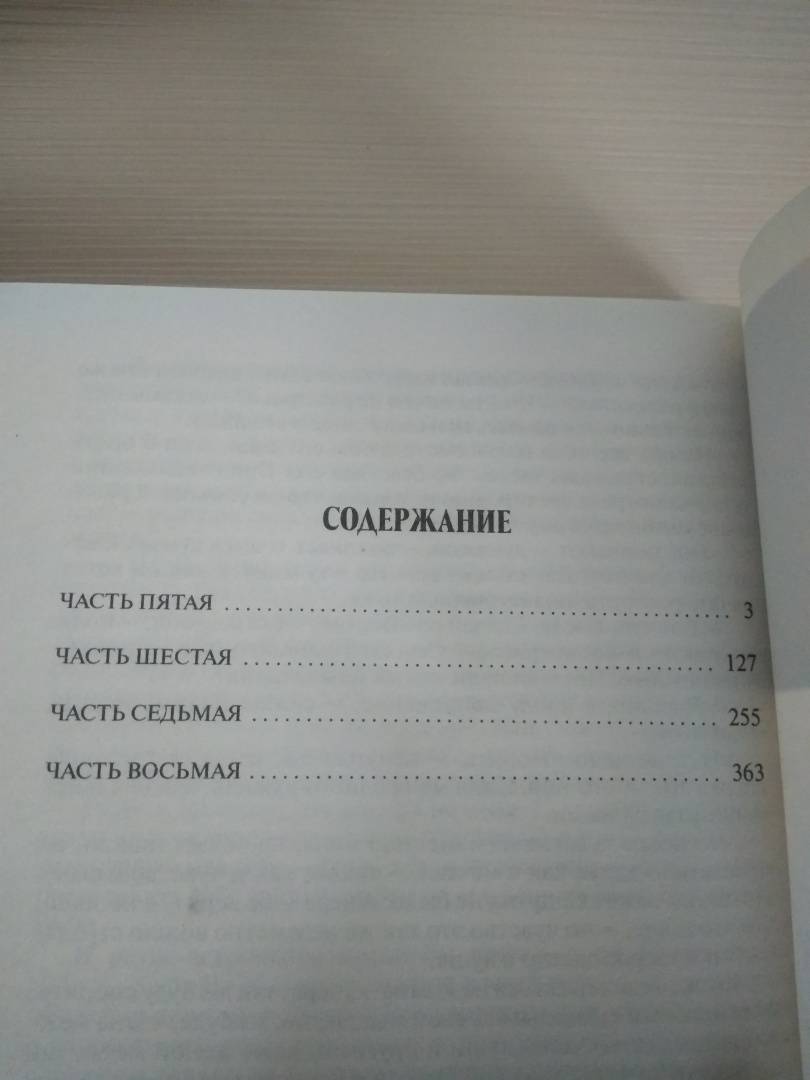 СОДЕРЖАНИЕ
ЧАСТЬ ПЯТАЯ ........................................................ 3
ЧАСТЬ ШЕСТАЯ .................................................... 127
ЧАСТЬ СЕДЬМАЯ ................................................... 255
ЧАСТЬ ВОСЬМАЯ ................................................... 363